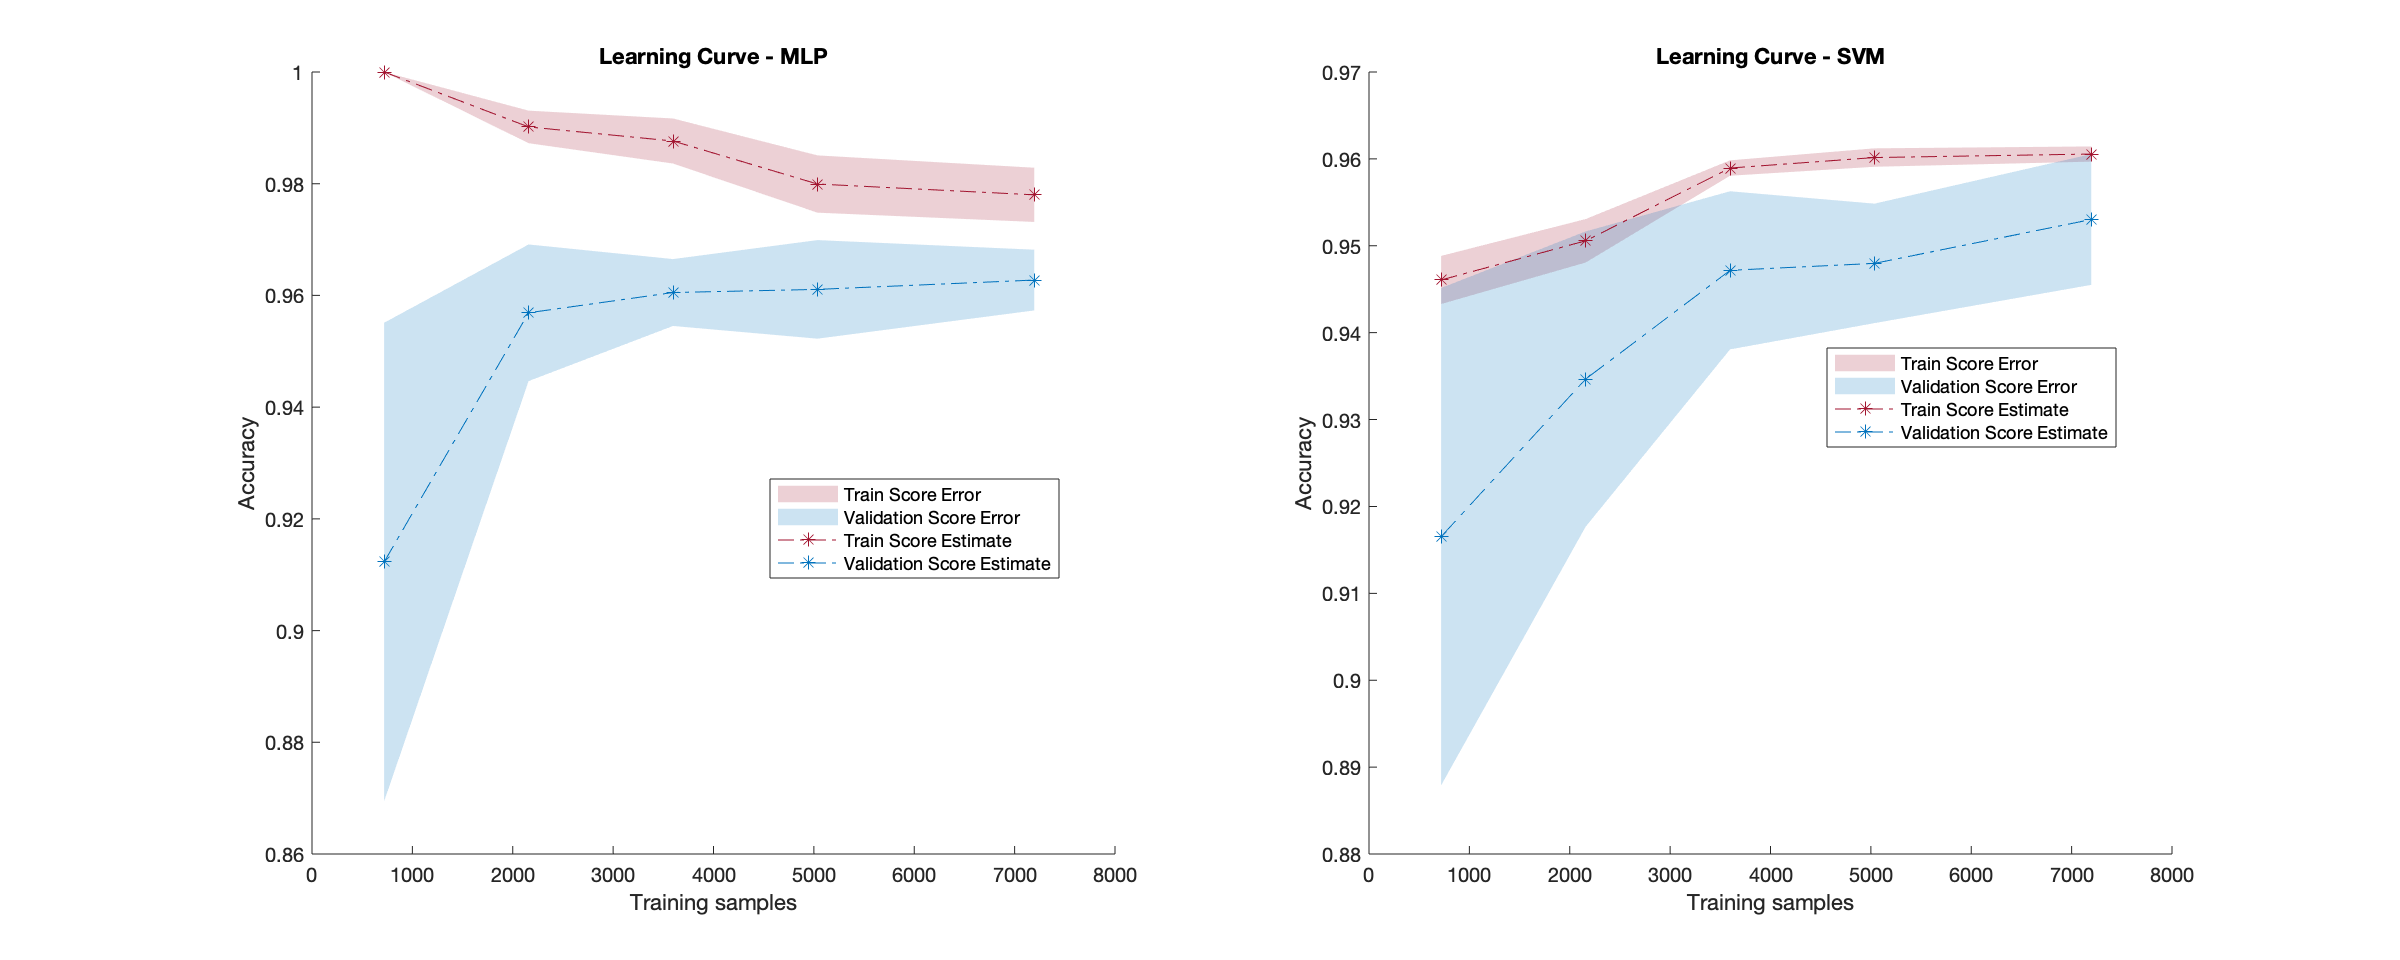 Learning Curve - MLP
1
0.98
0.96
0.94
0.92
0.9
0.88
0.86
Accuracy
0 1000 2000 3000 4000 5000 6000 7000 8000
Training samples
Train Score Error
Validation Score Error
Train Score Estimate
Validation Score Estimate
Learning Curve - SVM
0.97
0.96
0.95
0.94
0.93
0.92
0.91
0.9
0.89
0.88
Accuracy
0 1000 2000 3000 4000 5000 6000 7000 8000
Training samples
Train Score Error
Validation Score Error
Train Score Estimate
Validation Score Estimate